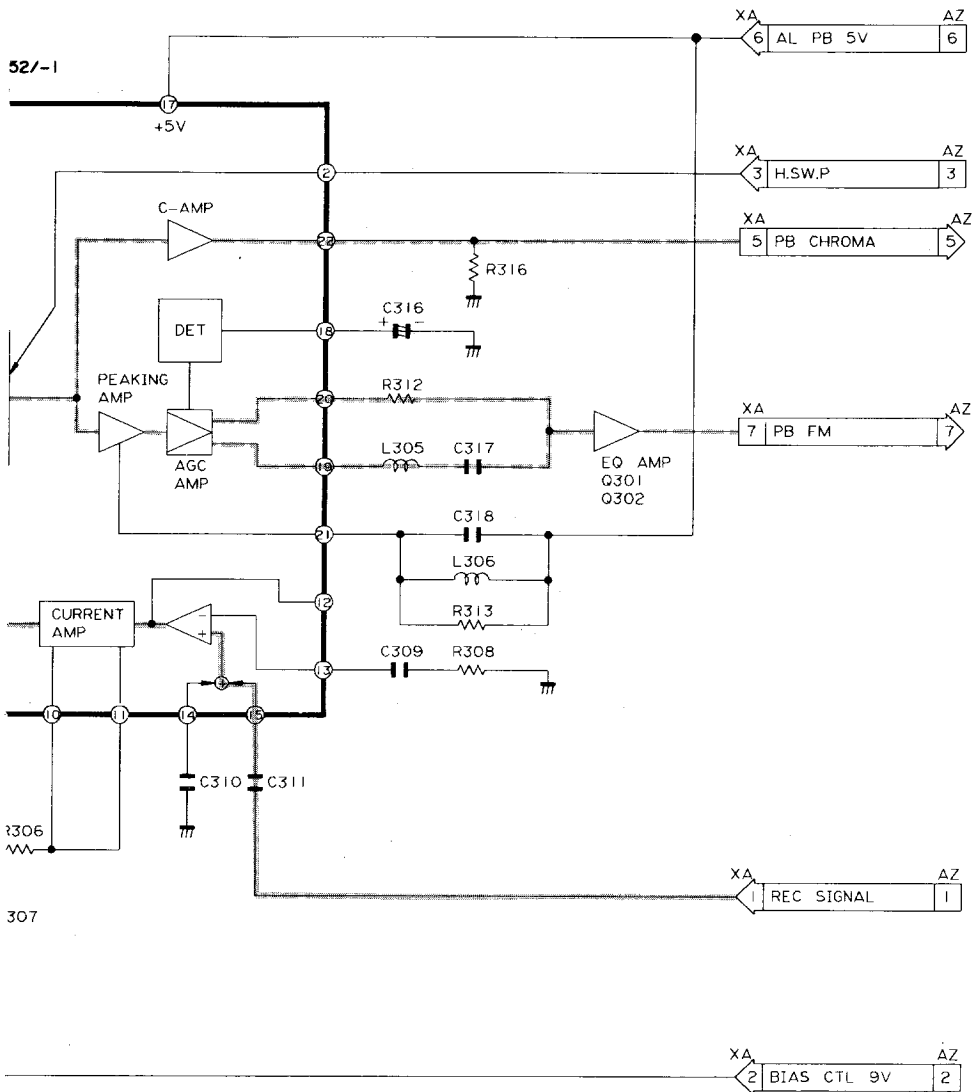 XA AZ
6 AL PB 5V 6
52/-1
17
+5V
XA AZ
2
3 H.SW.P 3
C-AMP
XA AZ
22
5 PB CHROMA 5
R316
C316
+ -
DET
18
PEAKING
AMP
R312
20
XA AZ
7 PB FM 7
L305 C317
19
AGC
AMP
EQ AMP
Q301
Q302
C318
21
L306
12
CURRENT
AMP
-
+
R313
C309 R308
13
+
10 11 14 15
C310 C311
R306
XA AZ
1 REC SIGNAL 1
307
XA AZ
2 BIAS CTL 9V 2